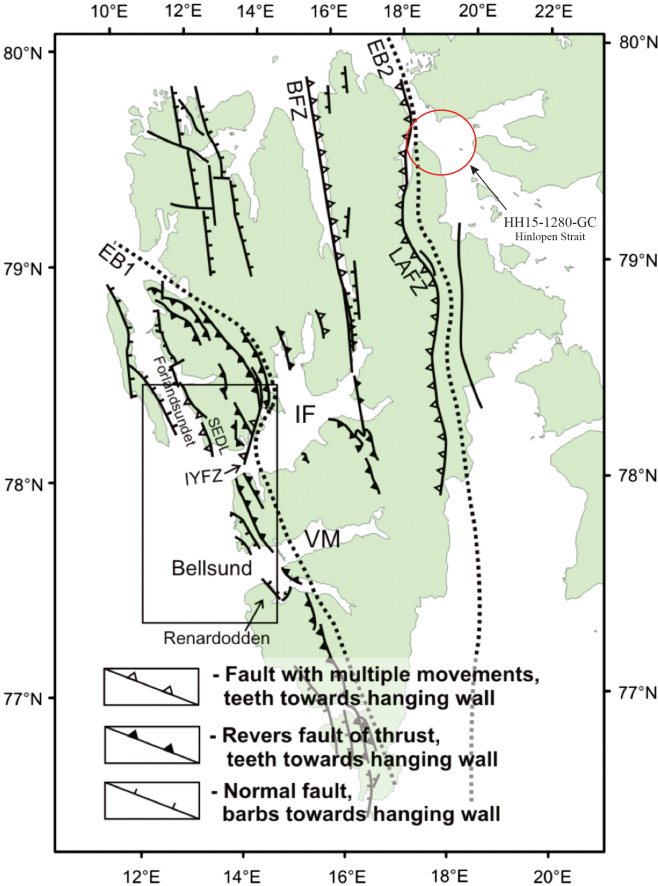 10°E 12°E 14°E 16°E 18°E 20°E 22°E
80°N
80°N
EB2
BFZ
HH15-1280-GC
Hinlopen Strait
79°N
79°N
EB1
LAFZ
Forlandsundet
SEDL
IF
IYFZ
78°N
78°N
VM
Bellsund
Renardodden
77°N
77°N
- Fault with multiple movements,
teeth towards hanging wall
- Revers fault of thrust,
teeth towards hanging wall
- Normal fault,
barbs towards hanging wall
12°E 14°E 16°E 18°E 20°E